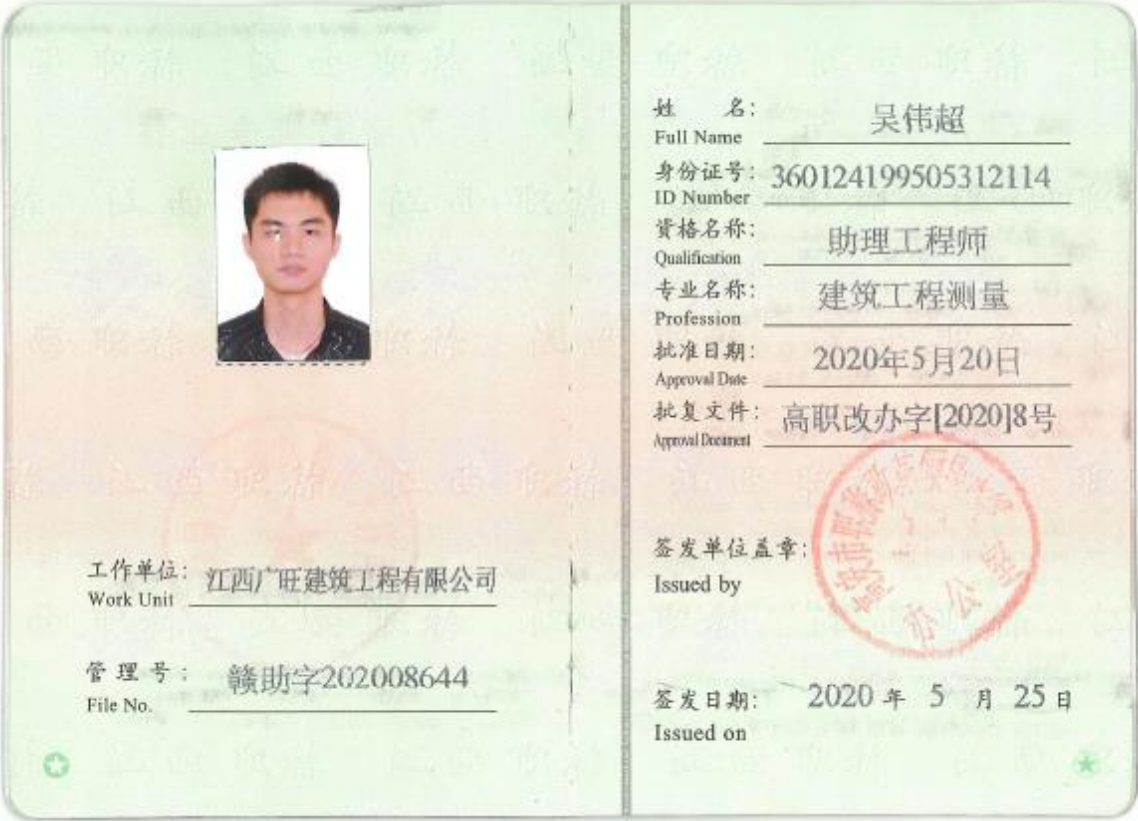 工作单位：江西广旺建筑工程有限公司
Work Unit
管理号：赣助字202008644
File No.
姓名：吴伟超
Full Name
身份证号：360124199505312114
ID Number
资格名称：助理工程师
Qualification
专业名称：建筑工程测量
Profession
批准日期：2020年5月20日
Approval Date
批复文件：高职改办字[2020]8号
Approval Document
签发单位盖章：
Issued by
办公室
签发日期：2020年5月25日
Issued on